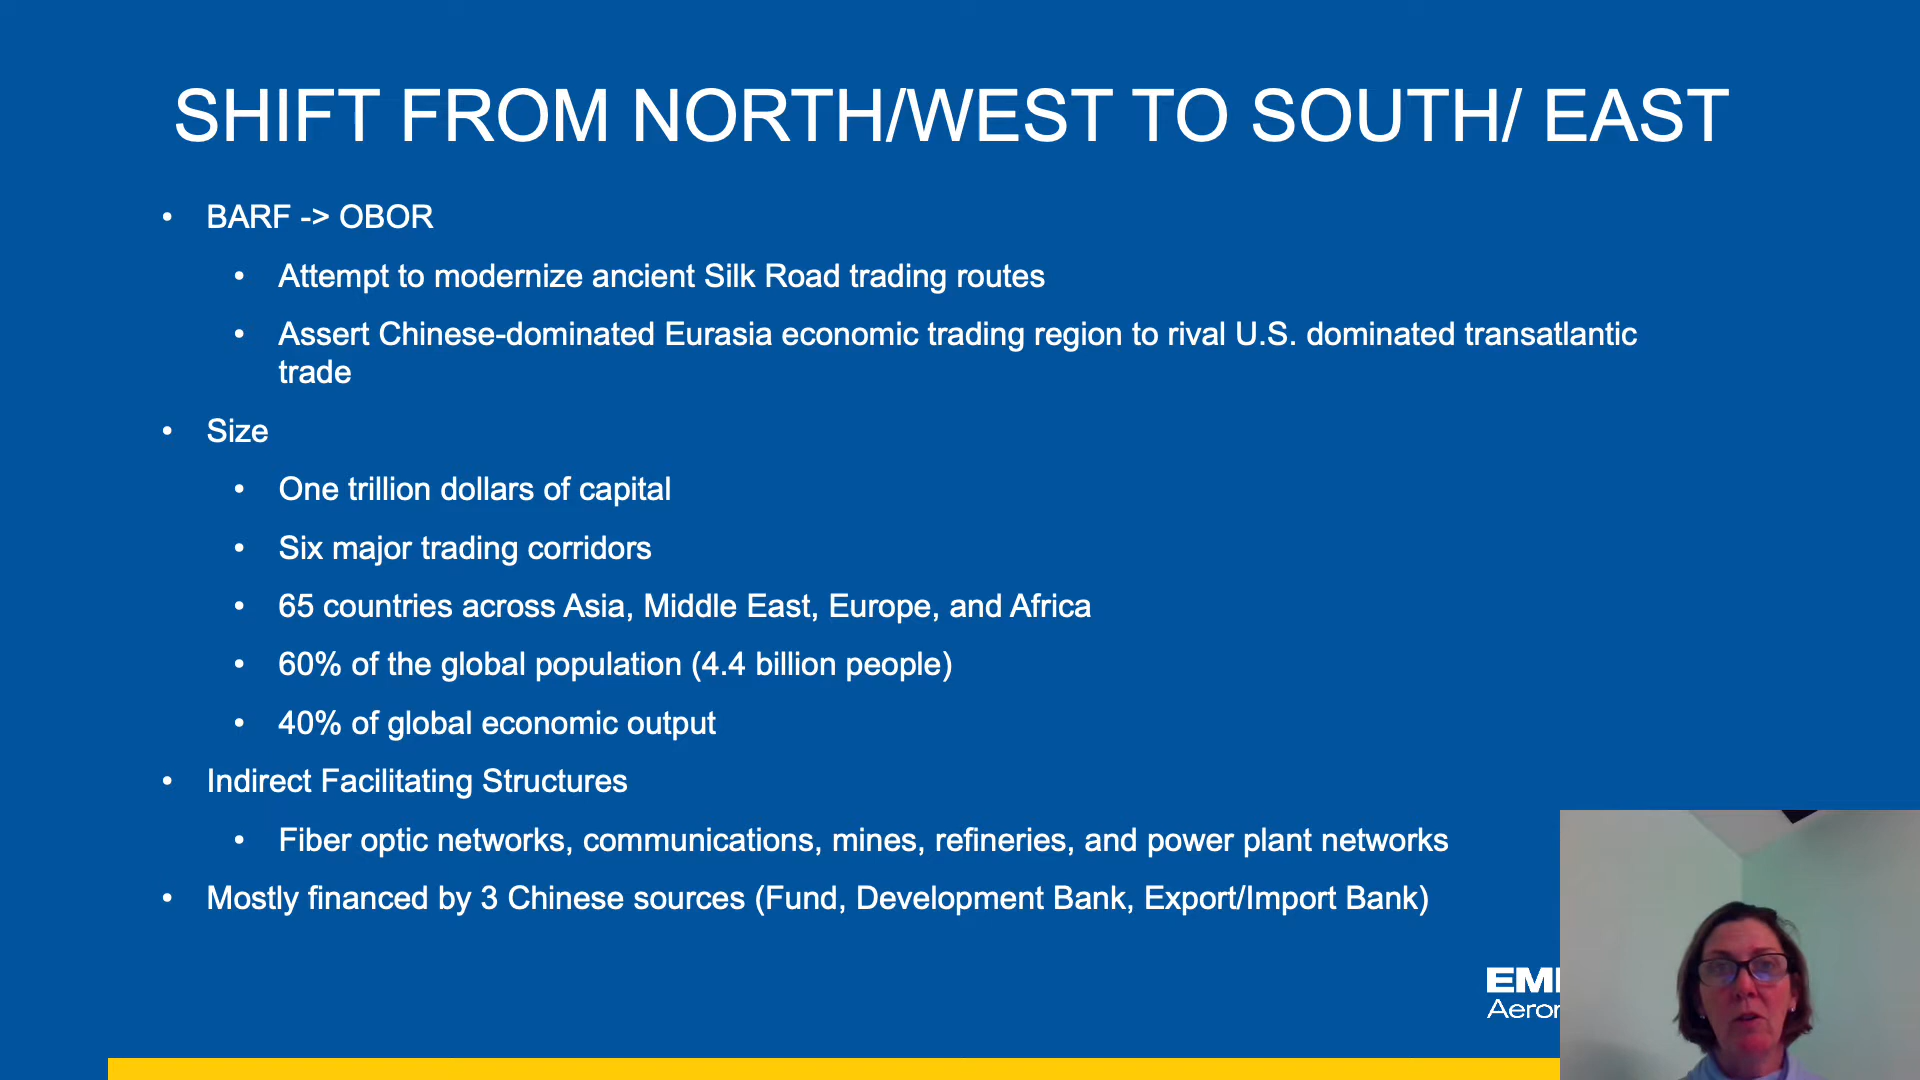 SHIFT FROM NORTH/WEST TO SOUTH/ EAST
• BARF -> OBOR
• Attempt to modernize ancient Silk Road trading routes
• Assert Chinese-dominated Eurasia economic trading region to rival U.S. dominated transatlantic
trade
• Size
• One trillion dollars of capital
• Six major trading corridors
• 65 countries across Asia, Middle East, Europe, and Africa
• 60% of the global population (4.4 billion people)
• 40% of global economic output
• Indirect Facilitating Structures
• Fiber optic networks, communications, mines, refineries, and power plant networks
• Mostly financed by 3 Chinese sources (Fund, Development Bank, Export/Import Bank)